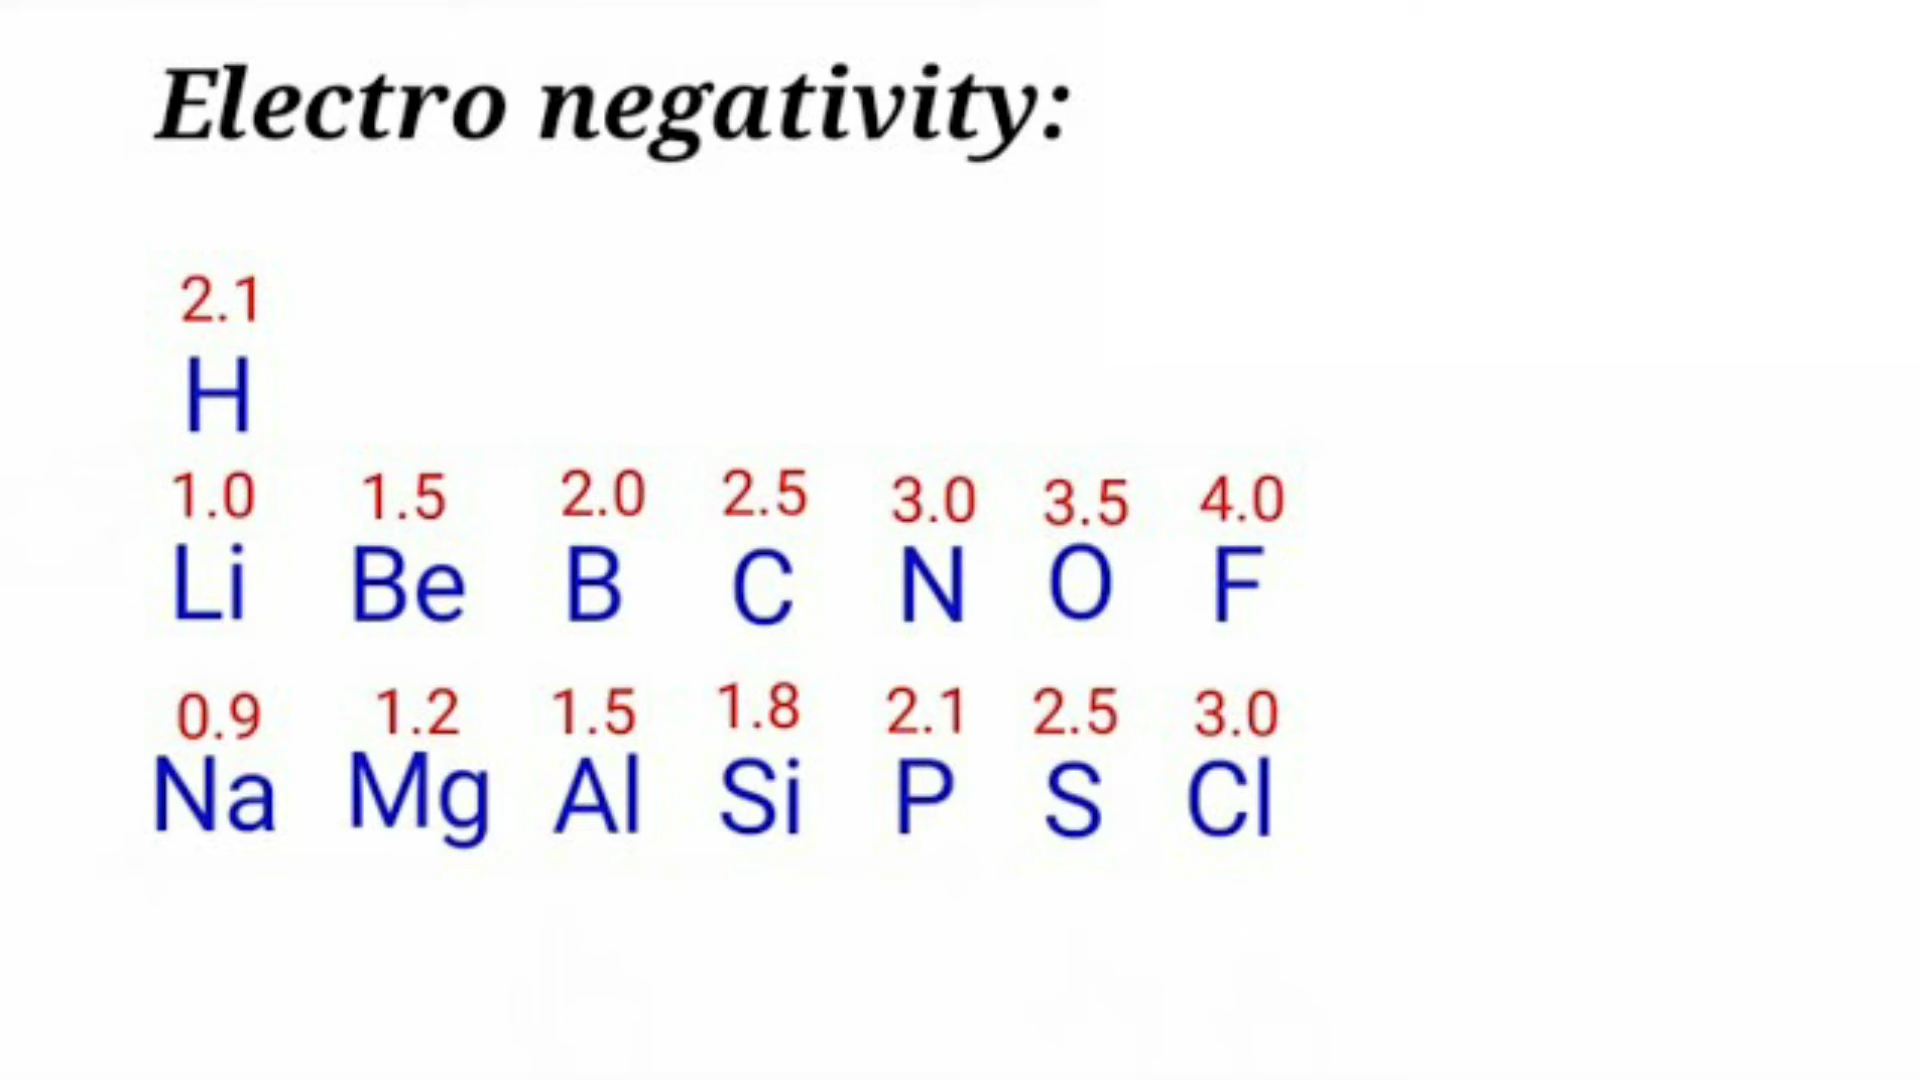 Electro negativity:
2.1
H
1.0 1.5 2.0 2.5 3.0 3.5 4.0
Li Be B C N O F
0.9 1.2 1.5 1.8 2.1 2.5 3.0
Na Mg Al Si P S Cl